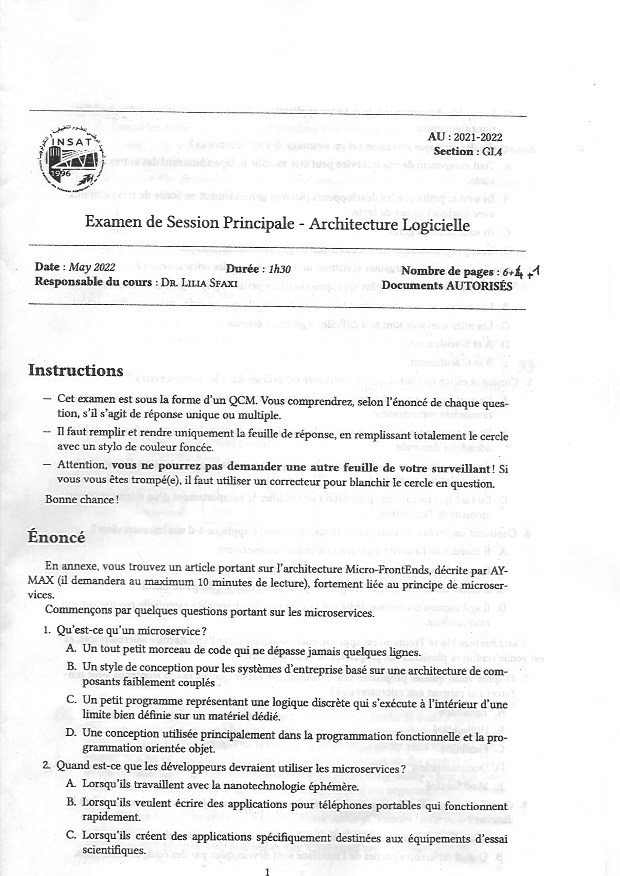 INSAT
1996
AU : 2021-2022
Section : GL4
Examen de Session Principale - Architecture Logicielle
Date : May 2022
Durée : 1h30
Nombre de pages : 6+4 +1
Responsable du cours : DR. LILIA SFAXI
Documents AUTORISÉS
Instructions
— Cet examen est sous la forme d'un QCM. Vous comprendrez, selon l'énoncé de chaque ques-
tion, s'il s'agit de réponse unique ou multiple.
— Il faut remplir et rendre uniquement la feuille de réponse, en remplissant totalement le cercle
avec un stylo de couleur foncée.
— Attention, vous ne pourrez pas demander une autre feuille de votre surveillant! Si
vous vous êtes trompé(e), il faut utiliser un correcteur pour blanchir le cercle en question.
Bonne chance!
Énoncé
En annexe, vous trouvez un article portant sur l'architecture Micro-FrontEnds, décrite par AY-
MAX (il demandera au maximum 10 minutes de lecture), fortement liée au principe de microser-
vices.
Commençons par quelques questions portant sur les microservices.
1. Qu'est-ce qu'un microservice?
A. Un tout petit morceau de code qui ne dépasse jamais quelques lignes.
B. Un style de conception pour les systèmes d'entreprise basé sur une architecture de com-
posants faiblement couplés
C. Un petit programme représentant une logique discrète qui s'exécute à l'intérieur d'une
limite bien définie sur un matériel dédié.
D. Une conception utilisée principalement dans la programmation fonctionnelle et la pro-
grammation orientée objet.
2. Quand est-ce que les développeurs devraient utiliser les microservices?
A. Lorsqu'ils travaillent avec la nanotechnologie éphémère.
B. Lorsqu'ils veulent écrire des applications pour téléphones portables qui fonctionnent
rapidement.
C. Lorsqu'ils créent des applications spécifiquement destinées aux équipements d'essai
scientifiques.
1